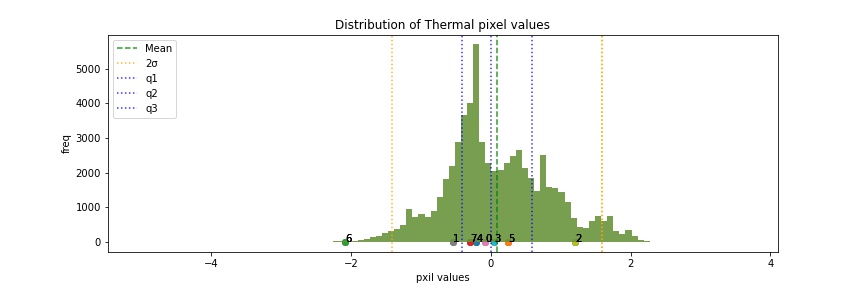 Distribution of Thermal pixel values
Mean
2σ
q1
q2
q3
freq
5000
4000
3000
2000
1000
0
6 1 74 0 3 5 2
−4 −2 0 2 4
pxil values